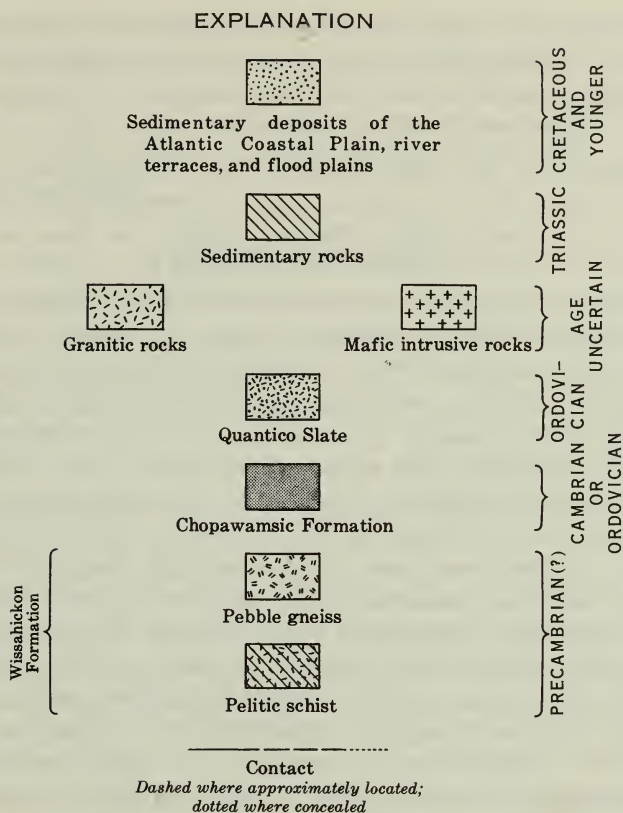 EXPLANATION
Sedimentary deposits of the
Atlantic Coastal Plain, river
terraces, and flood plains
CRETACEOUS
AND
YOUNGER
Sedimentary rocks
TRIASSIC
Granitic rocks
Mafic intrusive rocks
AGE
UNCERTAIN
Quantico Slate
ORDOVI-
CIAN
Chopawamsic Formation
CAMBRIAN
OR
ORDOVICIAN
Wissahickon
Formation
Pebble gneiss
Pelitic schist
PRECAMBRIAN(?)
Contact
Dashed where approximately located;
dotted where concealed